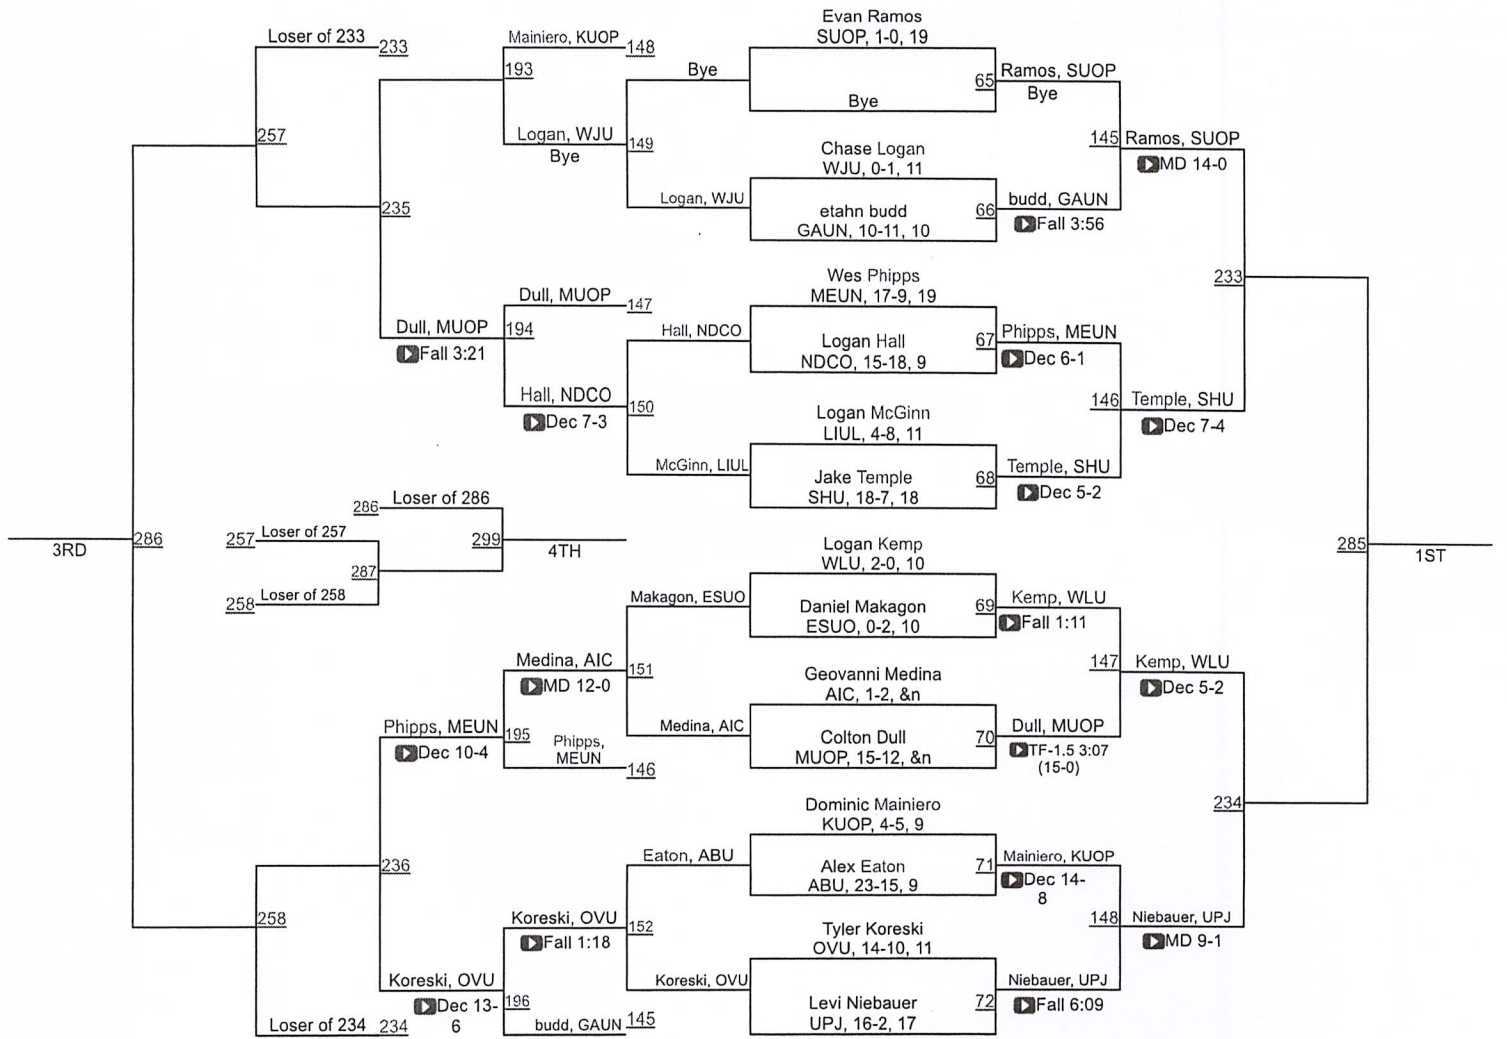 Evan Ramos
SUOP, 1-0, 19
Loser of 233 233
Mainiero, KUOP 148
193
Bye
65
Ramos, SUOP
Bye
Bye
257
Logan, WJU
149
Bye
145
Ramos, SUOP
MD 14-0
Chase Logan
WJU, 0-1, 11
235
Logan, WJU
etahn budd
GAUN, 10-11, 10
66
budd, GAUN
Fall 3:56
233
Wes Phipps
MEUN, 17-9, 19
Dull, MUOP 147
Dull, MUOP
194
Fall 3:21
Hall, NDCO
Logan Hall
NDCO, 15-18, 9
67
Phipps, MEUN
Dec 6-1
Hall, NDCO
150
Dec 7-3
146
Temple, SHU
Dec 7-4
Logan McGinn
LIUL, 4-8, 11
McGinn, LIUL
Jake Temple
SHU, 18-7, 18
68
Temple, SHU
Dec 5-2
286 Loser of 286
257 Loser of 257
299
4TH
286
3RD
287
258 Loser of 258
285
1ST
Logan Kemp
WLU, 2-0, 10
Makagon, ESUO
Daniel Makagon
ESUO, 0-2, 10
69
Kemp, WLU
Fall 1:11
Medina, AIC
151
MD 12-0
147
Kemp, WLU
Dec 5-2
Geovanni Medina
AIC, 1-2, &n
Medina, AIC
Colton Dull
MUOP, 15-12, &n
70
Dull, MUOP
TF-1.5 3:07
(15-0)
Phipps, MEUN
195
Dec 10-4
Phipps,
MEUN
146
234
Dominic Mainiero
KUOP, 4-5, 9
236
Eaton, ABU
Alex Eaton
ABU, 23-15, 9
71
Mainiero, KUOP
Dec 14-
8
258
Koreski, OVU
152
Fall 1:18
148
Niebauer, UPJ
MD 9-1
Tyler Koreski
OVU, 14-10, 11
Koreski, OVU
Koreski, OVU
Dec 13-
6
196
Levi Niebauer
UPJ, 16-2, 17
72
Niebauer, UPJ
Fall 6:09
Loser of 234 234
budd, GAUN 145